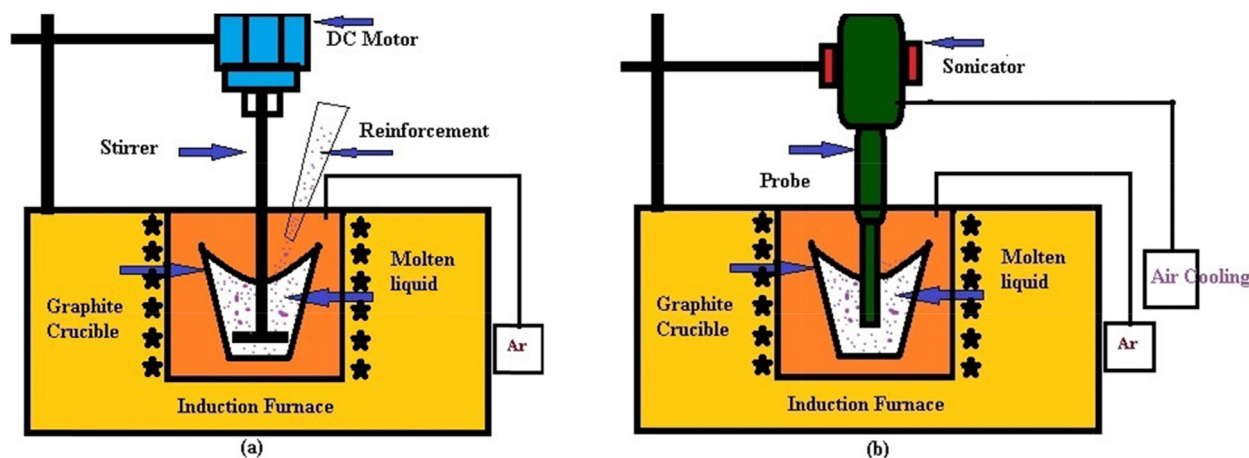 DC Motor
Stirrer
Reinforcement
Graphite
Crucible
Molten
liquid
Ar
Induction Furnace
(a)
Sonicator
Probe
Graphite
Crucible
Molten
liquid
Air Cooling
Ar
Induction Furnace
(b)